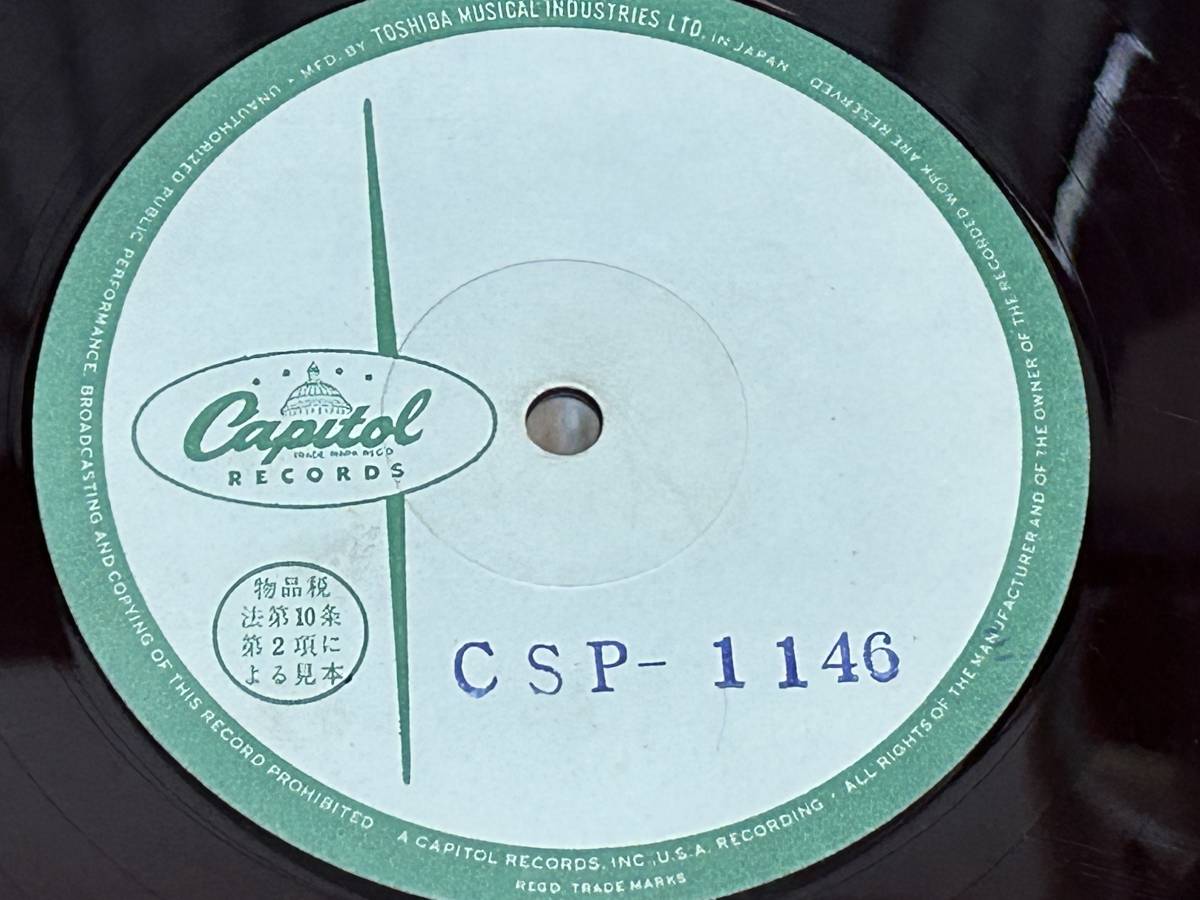 MFD. BY TOSHIBA MUSICAL INDUSTRIES LTD. IN JAPAN
ALL RIGHTS OF THE MANUFACTURER AND OF THE OWNER OF THE RECORDED WORK ARE RESERVED
UNAUTHORIZED PUBLIC PERFORMANCE BROADCASTING AND COPYING OF THIS RECORD PROHIBITED
Capitol
TRADE MARK REG'D
RECORDS
物品税
法第10条
第2項に
よる見本
CSP-1146
A CAPITOL RECORDS, INC., U.S.A. RECORDING
REGD. TRADE MARKS